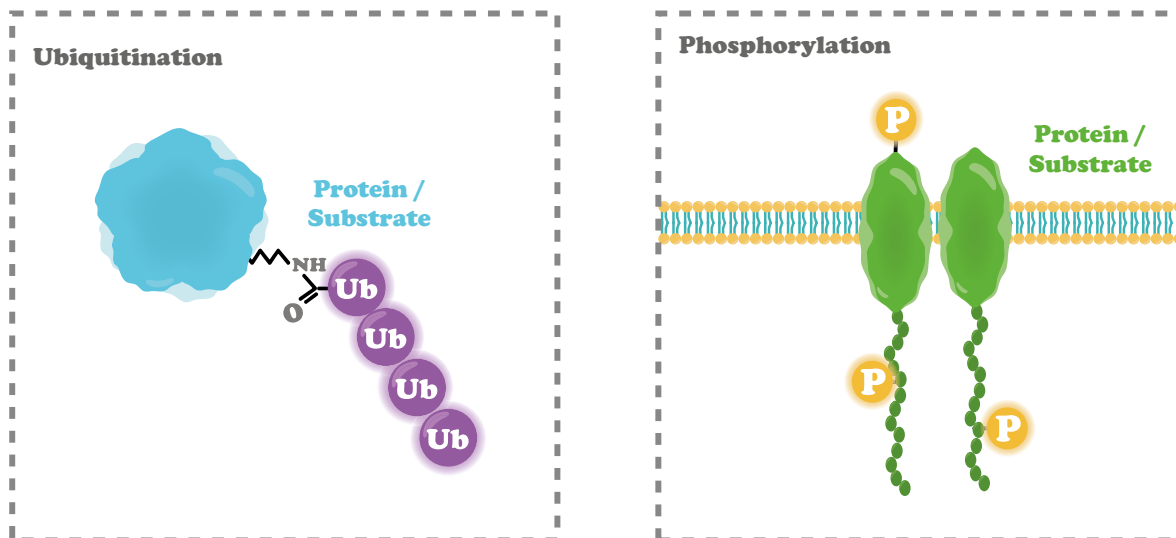 Ubiquitination
Protein /
Substrate
NH
O
Ub
Ub
Ub
Ub
Phosphorylation
P
Protein /
Substrate
P
P